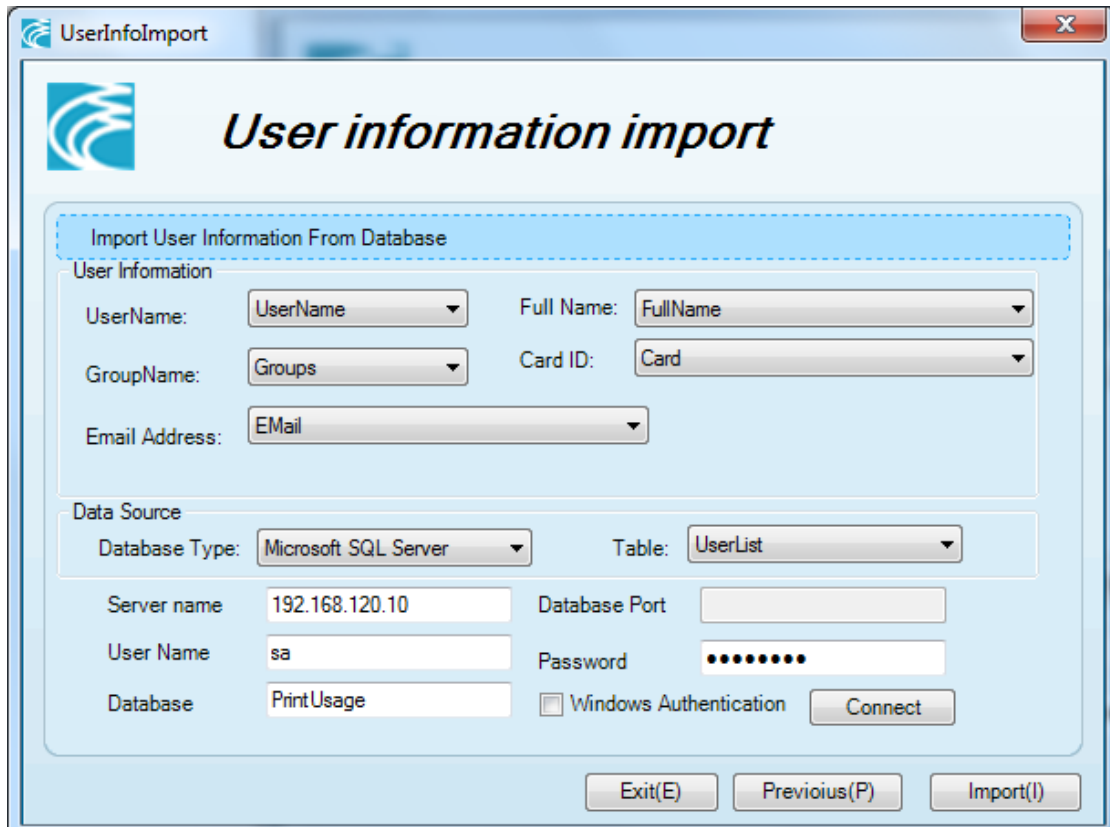 UserInfoImport
User information import
Import User Information From Database
User Information
UserName: UserName Full Name: FullName
GroupName: Groups Card ID: Card
Email Address: EMail
Data Source
Database Type: Microsoft SQL Server Table: UserList
Server name 192.168.120.10 Database Port
User Name sa Password ●●●●●●●●
Database PrintUsage Windows Authentication Connect
Exit(E) Previoius(P) Import(I)